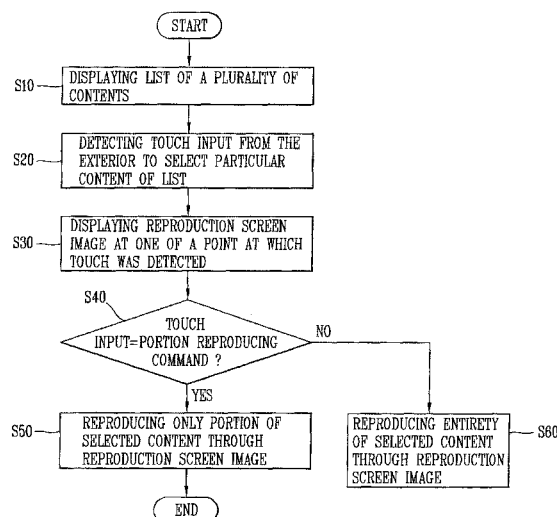 START
S10
DISPLAYING LIST OF A PLURALITY OF
CONTENTS
S20
DETECTING TOUCH INPUT FROM THE
EXTERIOR TO SELECT PARTICULAR
CONTENT OF LIST
S30
DISPLAYING REPRODUCTION SCREEN
IMAGE AT ONE OF A POINT AT WHICH
TOUCH WAS DETECTED
S40
TOUCH
INPUT=PORTION REPRODUCING
COMMAND ?
NO
YES
S50
REPRODUCING ONLY PORTION OF
SELECTED CONTENT THROUGH
REPRODUCTION SCREEN IMAGE
REPRODUCING ENTIRETY
OF SELECTED CONTENT
THROUGH REPRODUCTION
SCREEN IMAGE
S60
END